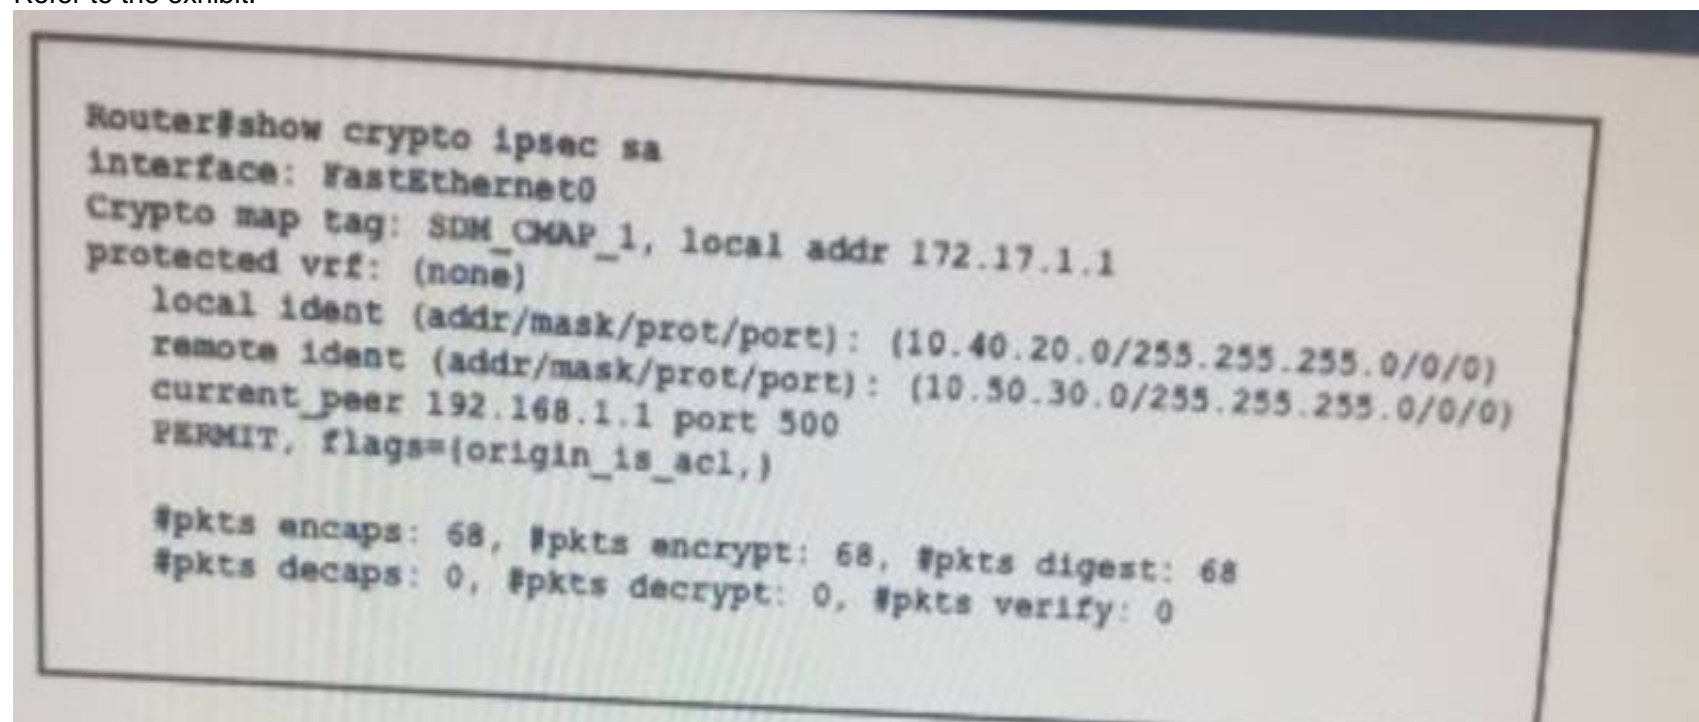 Refer to the exhibit.
Router#show crypto ipsec sa
interface: FastEthernet0
Crypto map tag: SDM_CMAP_1, local addr 172.17.1.1
protected vrf: (none)
local ident (addr/mask/prot/port): (10.40.20.0/255.255.255.0/0/0)
remote ident (addr/mask/prot/port): (10.50.30.0/255.255.255.0/0/0)
current_peer 192.168.1.1 port 500
PERMIT, flags={origin_is_acl,}
#pkts encaps: 68, #pkts encrypt: 68, #pkts digest: 68
#pkts decaps: 0, #pkts decrypt: 0, #pkts verify: 0